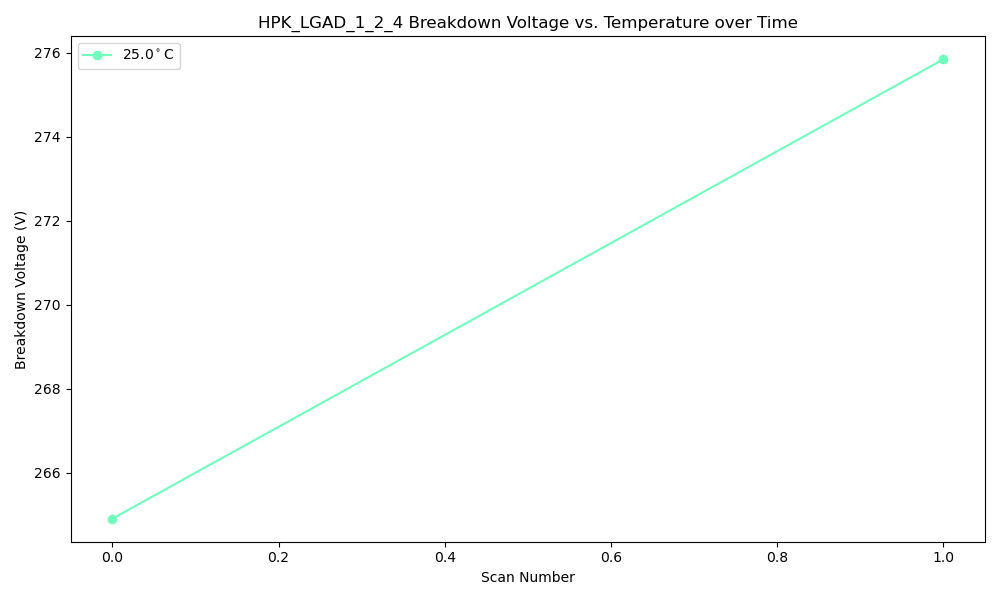 HPK_LGAD_1_2_4 Breakdown Voltage vs. Temperature over Time
25.0°C
276
274
272
270
268
266
Breakdown Voltage (V)
0.0 0.2 0.4 0.6 0.8 1.0
Scan Number